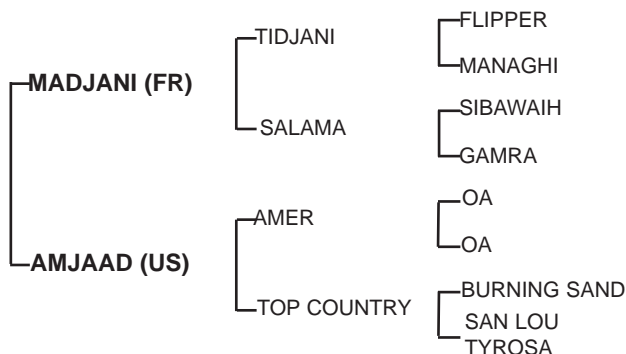 FLIPPER
TIDJANI
MANAGHI
MADJANI (FR)
SIBAWAIH
SALAMA
GAMRA
OA
AMER
OA
AMJAAD (US)
BURNING SAND
TOP COUNTRY
SAN LOU
TYROSA